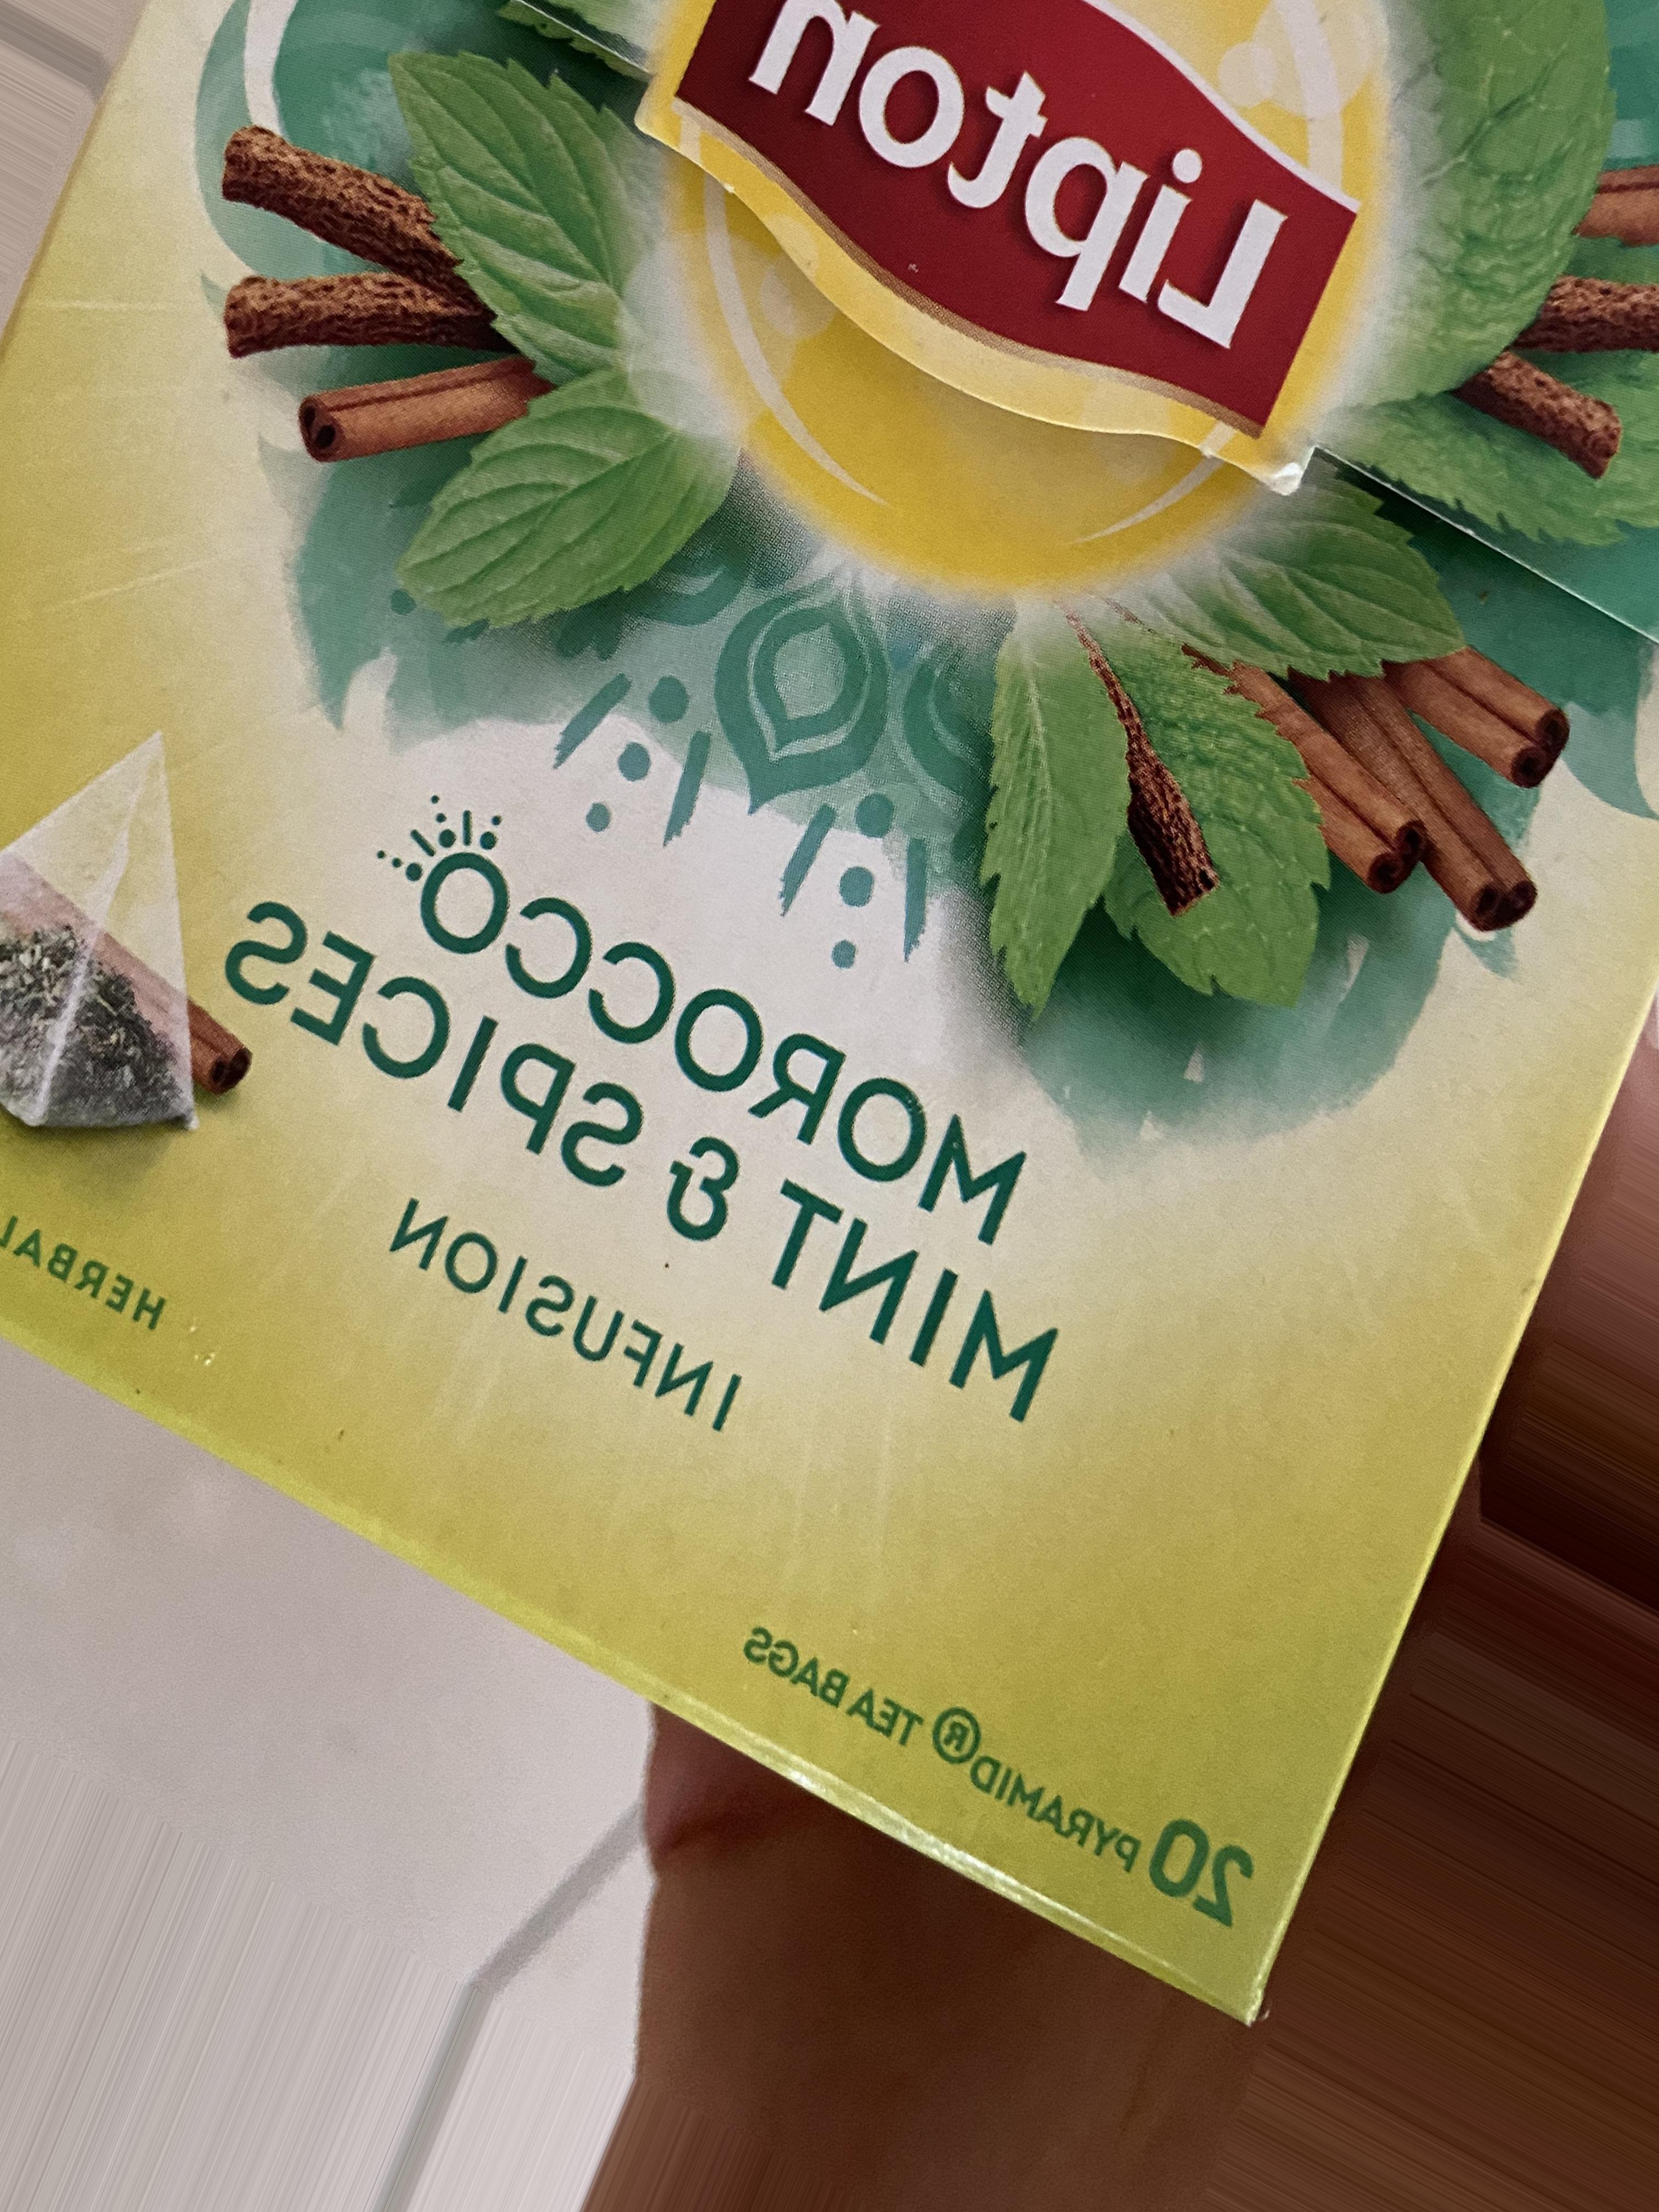 Lipton
MOROCCO
MINT & SPICES
INFUSION
20 PYRAMID® TEA BAGS
HERBAL